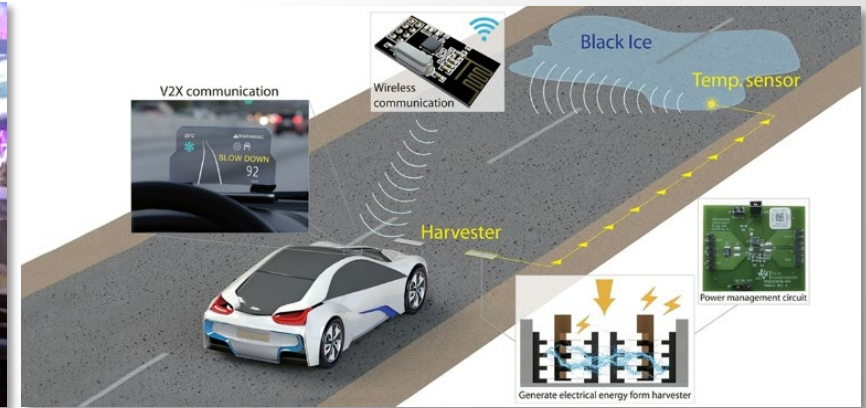 V2X communication
WARNING
SLOW DOWN
92
Wireless
communication
Black Ice
Temp. sensor
Harvester
Power management circuit
Generate electrical energy form harvester